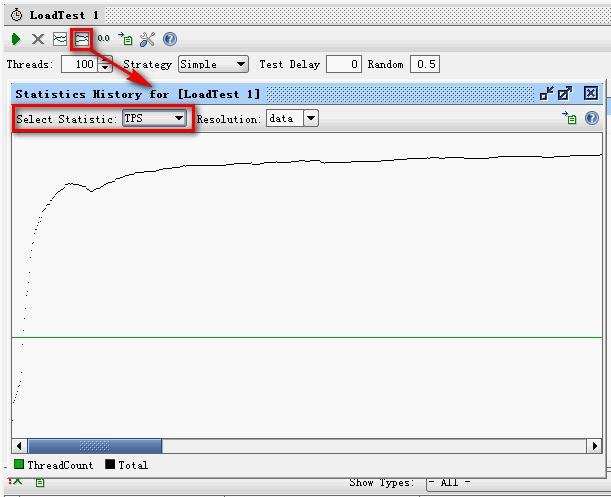 LoadTest 1
0.0
Threads: 100 Strategy Simple Test Delay 0 Random 0.5
Statistics History for [LoadTest 1]
Select Statistic: TPS Resolution: data
ThreadCount Total
Show Types: - All -